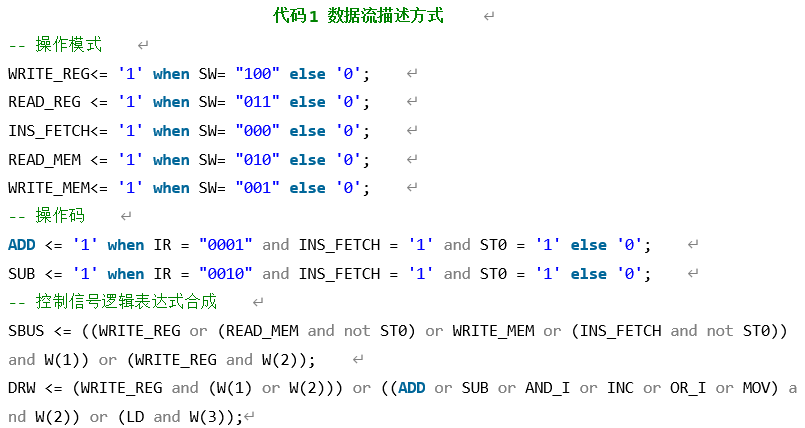 代码1 数据流描述方式
-- 操作模式
WRITE_REG<= '1' when SW= "100" else '0';
READ_REG <= '1' when SW= "011" else '0';
INS_FETCH<= '1' when SW= "000" else '0';
READ_MEM <= '1' when SW= "010" else '0';
WRITE_MEM<= '1' when SW= "001" else '0';
-- 操作码
ADD <= '1' when IR = "0001" and INS_FETCH = '1' and ST0 = '1' else '0';
SUB <= '1' when IR = "0010" and INS_FETCH = '1' and ST0 = '1' else '0';
-- 控制信号逻辑表达式合成
SBUS <= ((WRITE_REG or (READ_MEM and not ST0) or WRITE_MEM or (INS_FETCH and not ST0))
and W(1)) or (WRITE_REG and W(2));
DRW <= (WRITE_REG and (W(1) or W(2))) or ((ADD or SUB or AND_I or INC or OR_I or MOV) a
nd W(2)) or (LD and W(3));